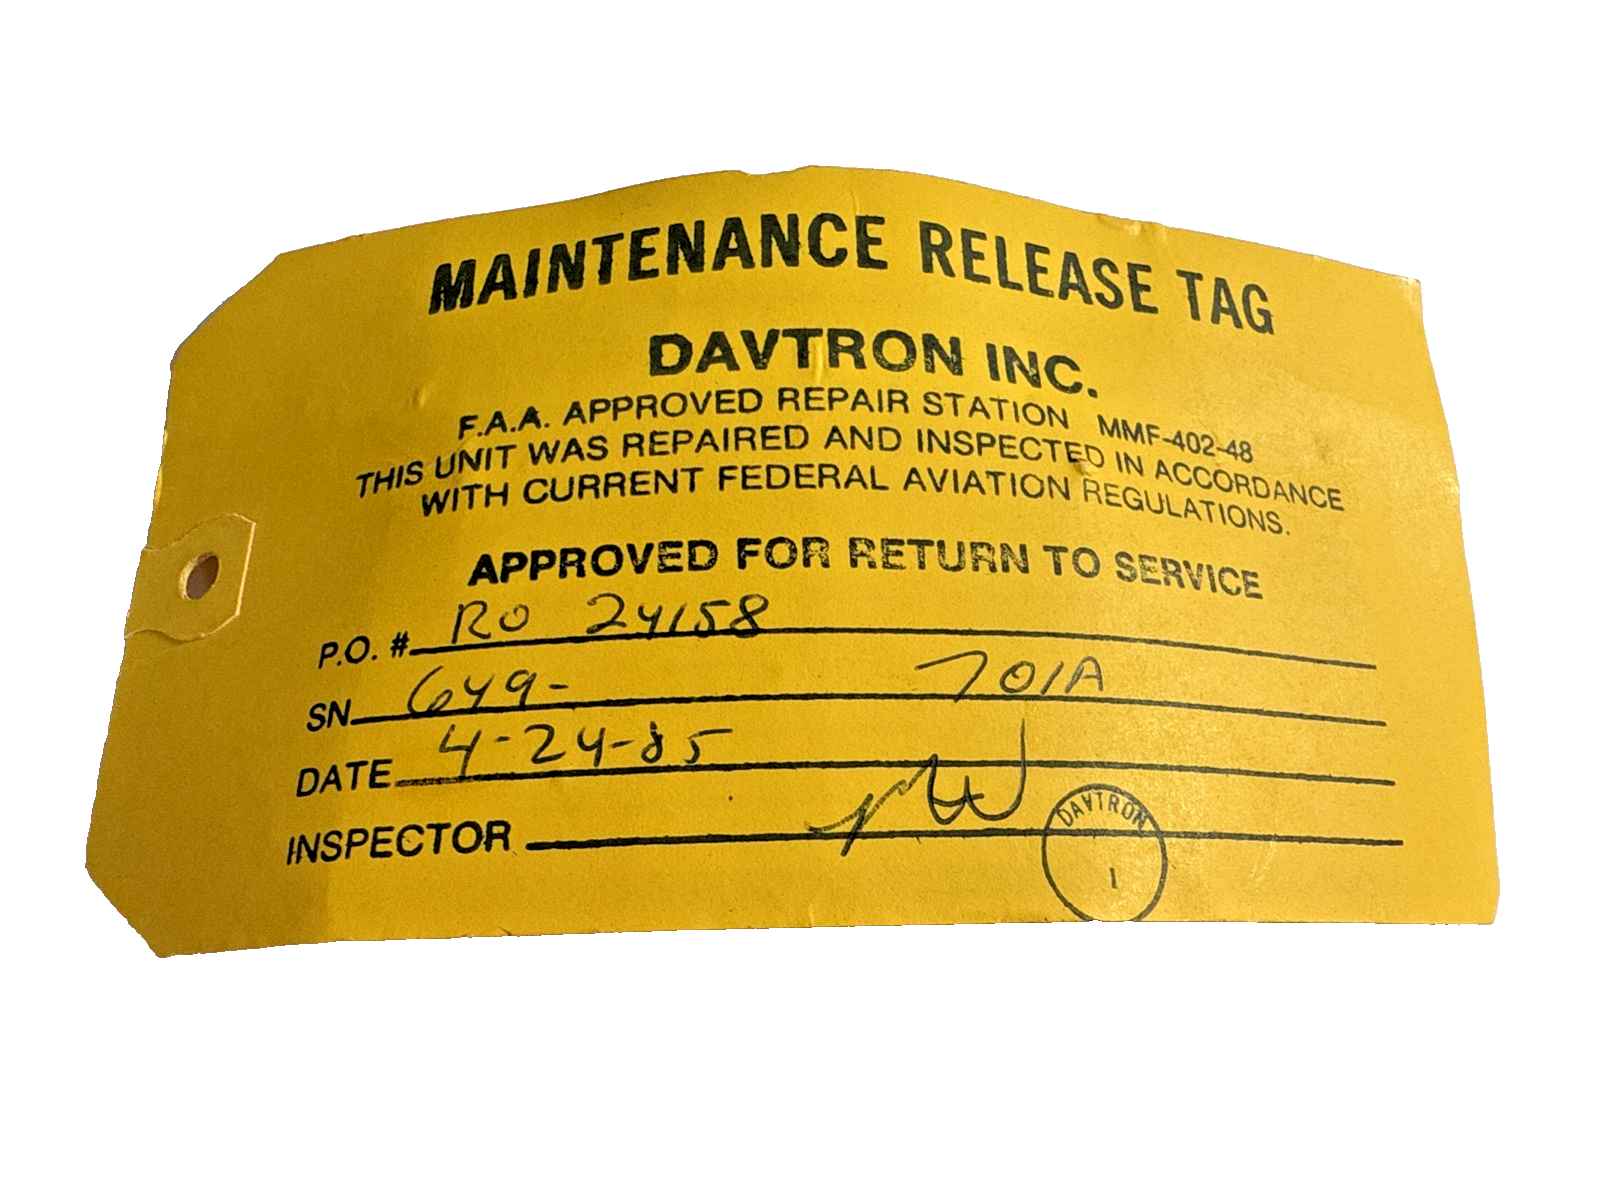 MAINTENANCE RELEASE TAG
DAVTRON INC.
F.A.A. APPROVED REPAIR STATION MMF-402-48
THIS UNIT WAS REPAIRED AND INSPECTED IN ACCORDANCE
WITH CURRENT FEDERAL AVIATION REGULATIONS.
APPROVED FOR RETURN TO SERVICE
P.O. # RO 24158
SN 649- 701A
DATE 4-24-85
INSPECTOR
DAVTRON
1